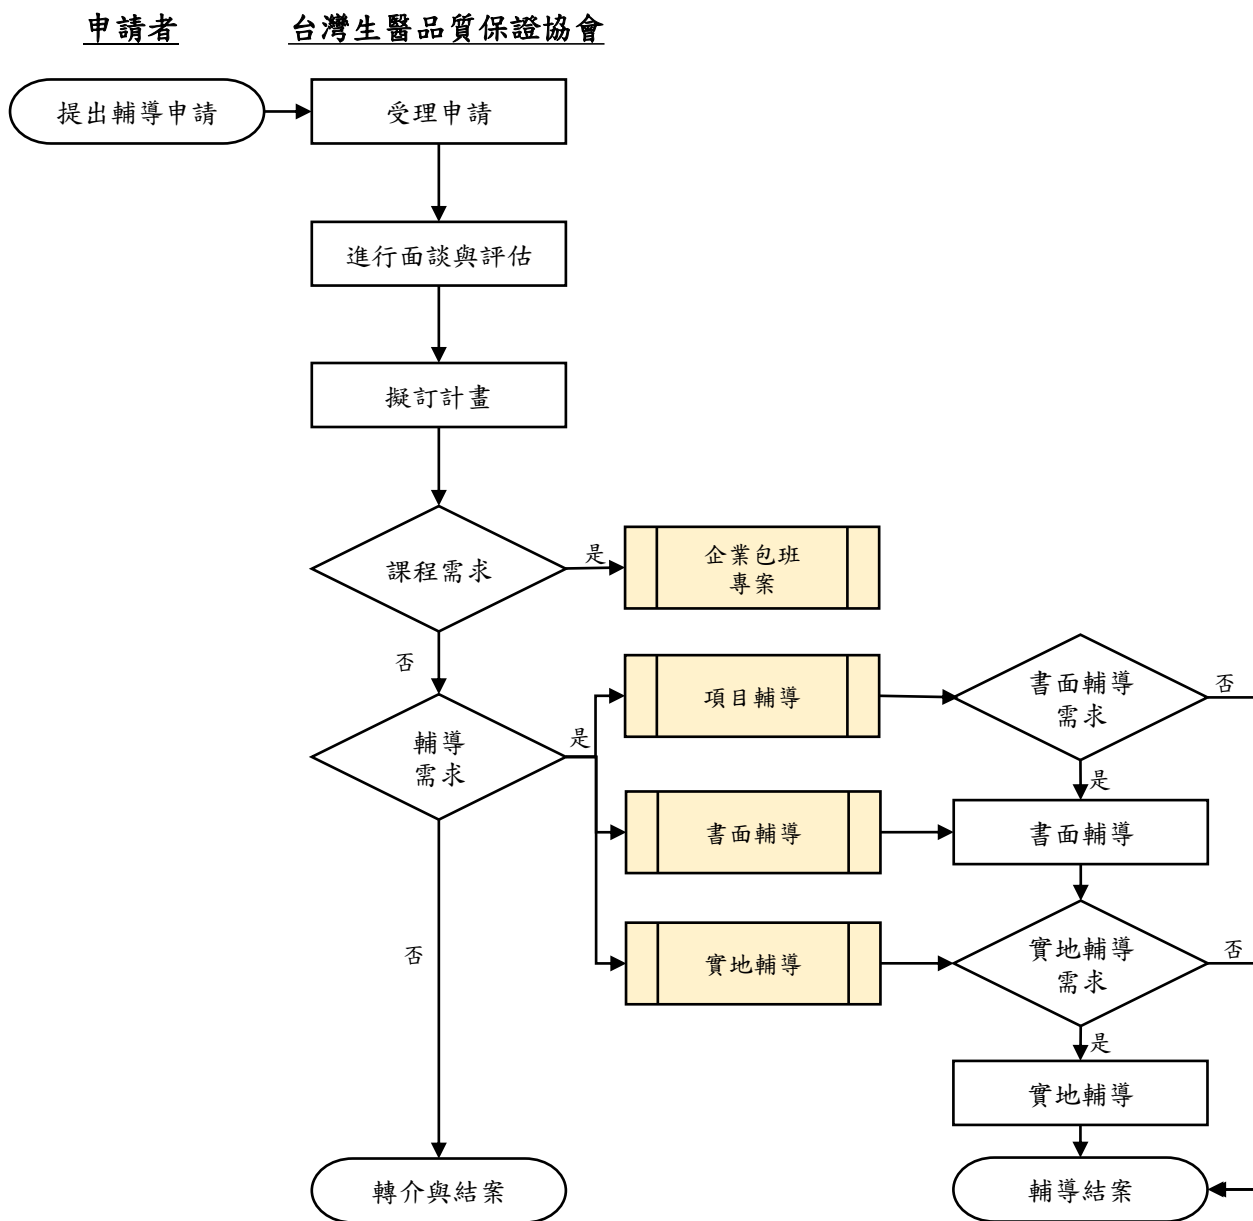 申請者
台灣生醫品質保證協會
提出輔導申請
受理申請
進行面談與評估
擬訂計畫
課程需求
是
企業包班
專案
否
輔導
需求
是
項目輔導
書面輔導
需求
否
是
書面輔導
書面輔導
實地輔導
實地輔導
需求
否
否
是
實地輔導
轉介與結案
輔導結案